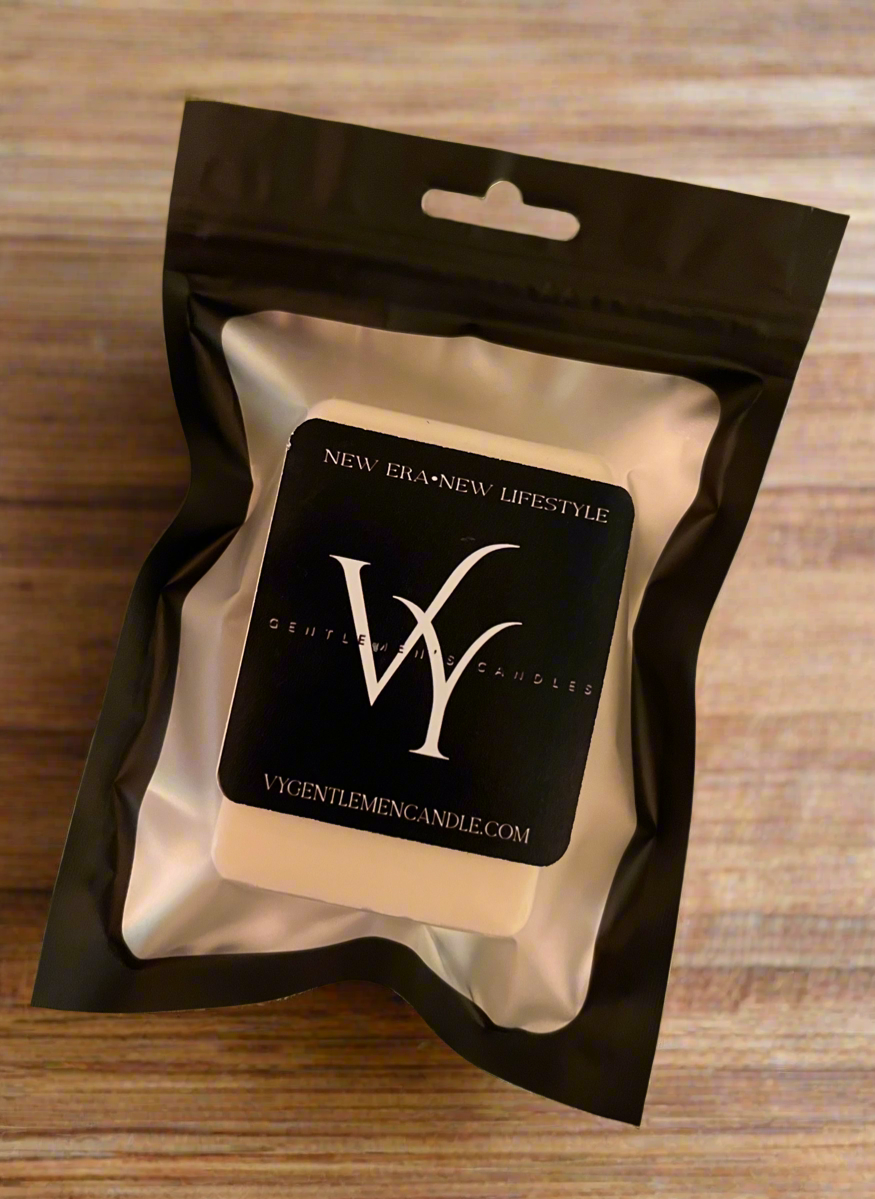 NEW ERA•NEW LIFESTYLE
VY
GENTLEMEN'S CANDLES
VYGENTLEMENCANDLE.COM